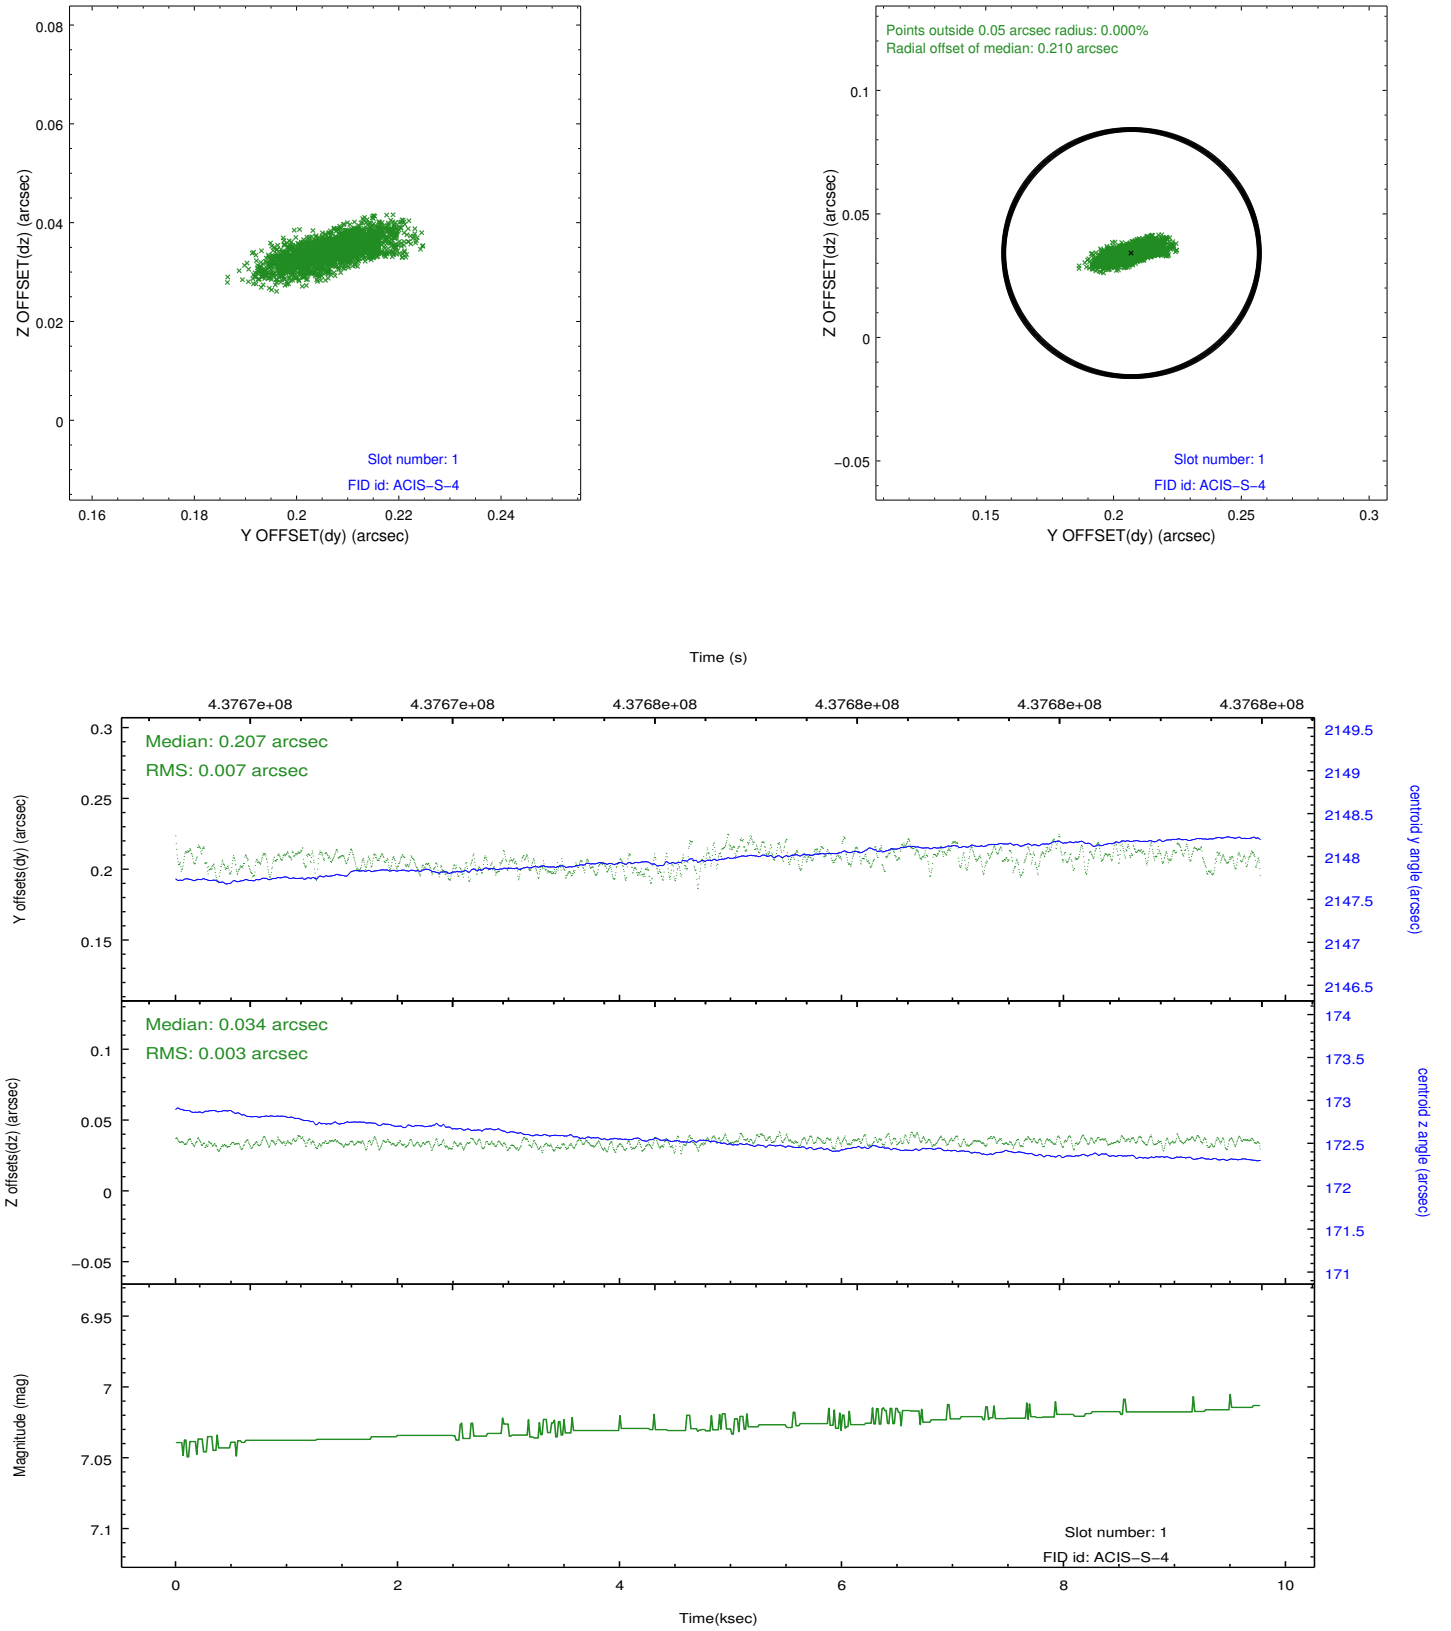 0.08
0.06
0.04
0.02
0
Z OFFSET(dz) (arcsec)
Slot number: 1
FID id: ACIS−S−4
0.16 0.18 0.2 0.22 0.24
Y OFFSET(dy) (arcsec)
Points outside 0.05 arcsec radius: 0.000%
Radial offset of median: 0.210 arcsec
0.1
0.05
0
−0.05
Z OFFSET(dz) (arcsec)
Slot number: 1
FID id: ACIS−S−4
0.15 0.2 0.25 0.3
Y OFFSET(dy) (arcsec)
Time (s)
4.3767e+08 4.3767e+08 4.3768e+08 4.3768e+08 4.3768e+08 4.3768e+08
Median: 0.207 arcsec
RMS: 0.007 arcsec
0.3
0.25
0.2
0.15
Y offsets(dy) (arcsec)
2149.5
2149
2148.5
2148
2147.5
2147
2146.5
centroid y angle (arcsec)
Median: 0.034 arcsec
RMS: 0.003 arcsec
0.1
0.05
0
−0.05
Z offsets(dz) (arcsec)
174
173.5
173
172.5
172
171.5
171
centroid z angle (arcsec)
6.95
7
7.05
7.1
Magnitude (mag)
Slot number: 1
FID id: ACIS−S−4
0 2 4 6 8 10
Time(ksec)